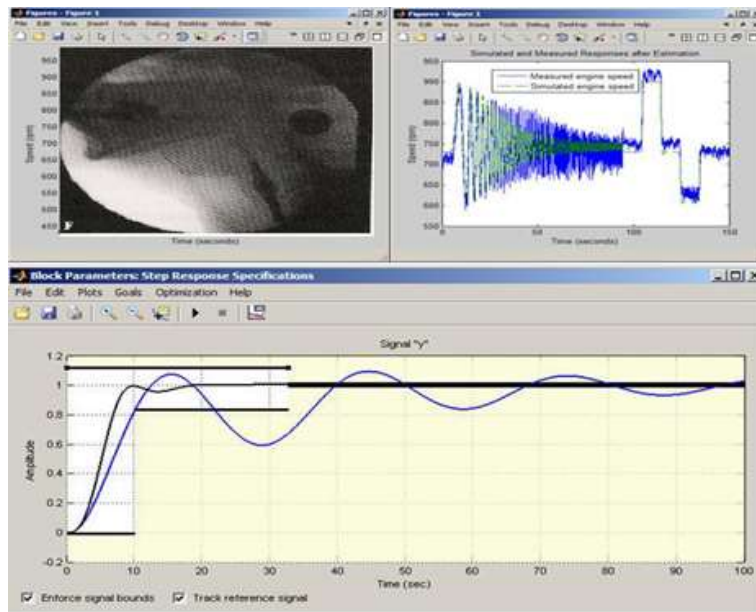 Figures - Figure 1
File Edit View Insert Tools Debug Desktop Window Help
950
900
850
800
750
700
650
600
550
500
450
Speed (rpm)
F
Time (seconds)
Figures - Figure 1
File Edit View Insert Tools Debug Desktop Window Help
Simulated and Measured Responses after Estimation
Measured engine speed
Simulated engine speed
950
900
850
800
750
700
650
600
550
Speed (rpm)
0 50 100 150
Time (seconds)
Block Parameters: Step Response Specifications
File Edit Plots Goals Optimization Help
Signal "y"
1.2
1
0.8
0.6
0.4
0.2
0
-0.2
Amplitude
0 10 20 30 40 50 60 70 80 90 100
Time (sec)
Enforce signal bounds Track reference signal